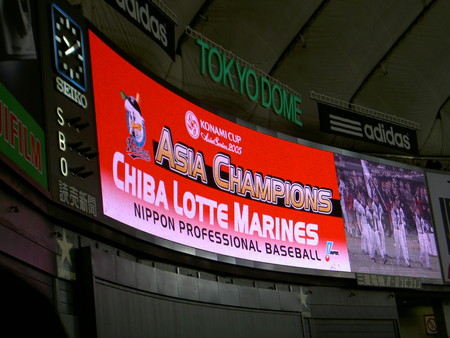 adidas
TOKYO DOME
adidas
SEIKO
FUJIFILM
S
B
O
読売新聞
KONAMI CUP
Asia Series 2005
ASIA CHAMPIONS
CHIBA LOTTE MARINES
NIPPON PROFESSIONAL BASEBALL